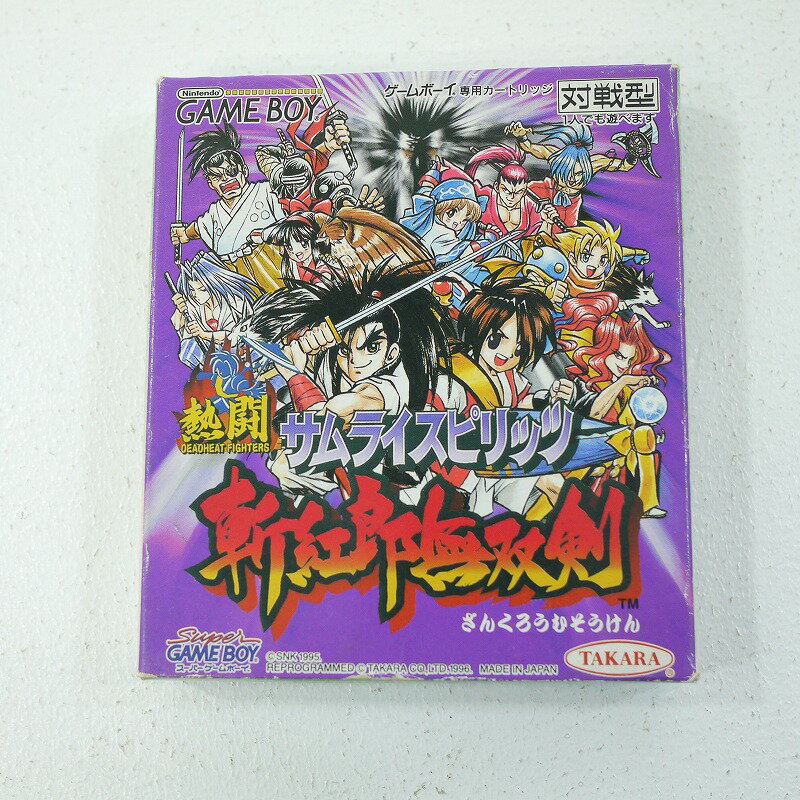 Nintendo
GAME BOY
ゲームボーイ専用カートリッジ
対戦型
1人でも遊べます
熱闘
DEADHEAT FIGHTERS
サムライスピリッツ
斬紅郎無双剣
TM
ざんくろうむそうけん
Super
GAME BOY
スーパーゲームボーイ
© SNK 1995.
REPROGRAMMED © TAKARA CO.,LTD. 1996. MADE IN JAPAN
TAKARA
®